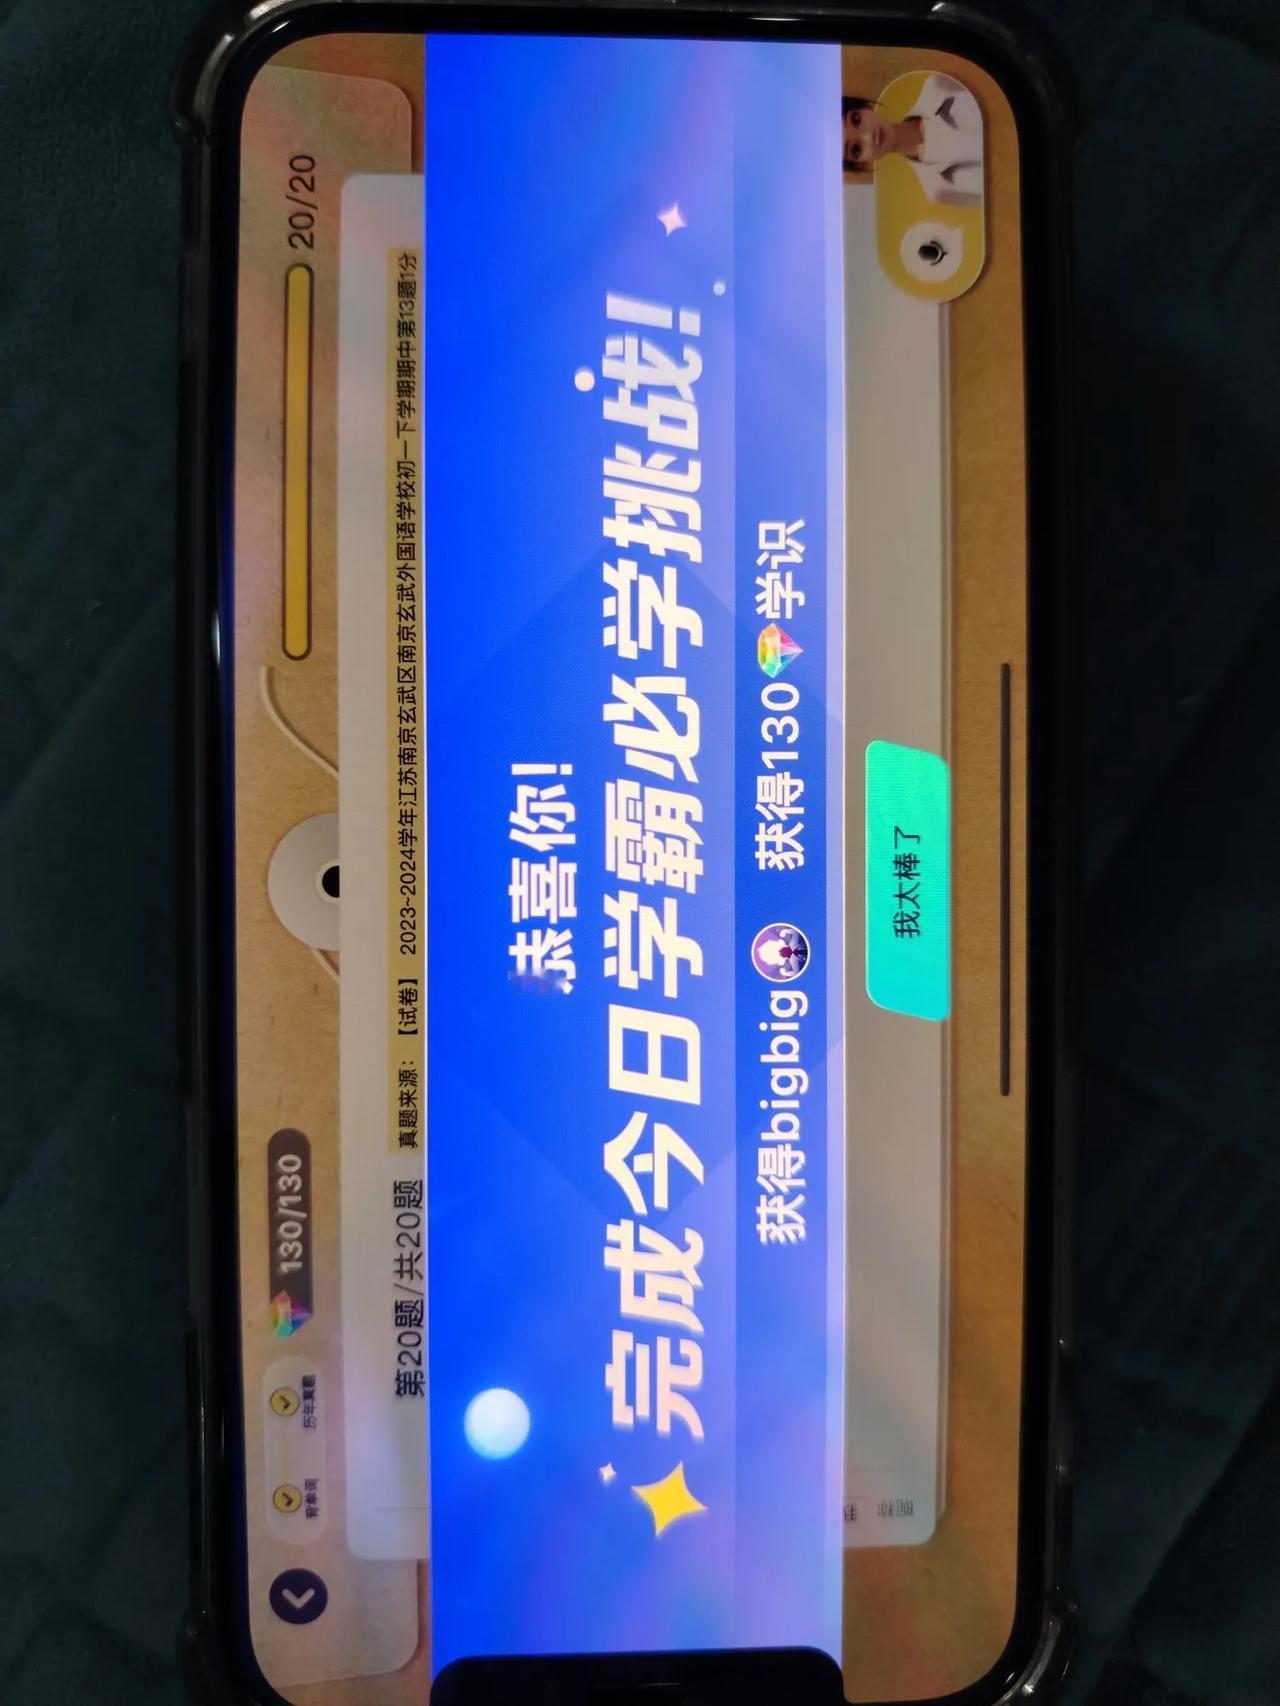 背单词
历年真题
130/130
20/20
第20题/共20题
真题来源：【试卷】 2023~2024学年江苏南京玄武区南京玄武外国语学校初一下学期期中第13题1分
恭喜你！
完成今日学霸必学挑战！
获得bigbig 获得130学识
我太棒了
昵称